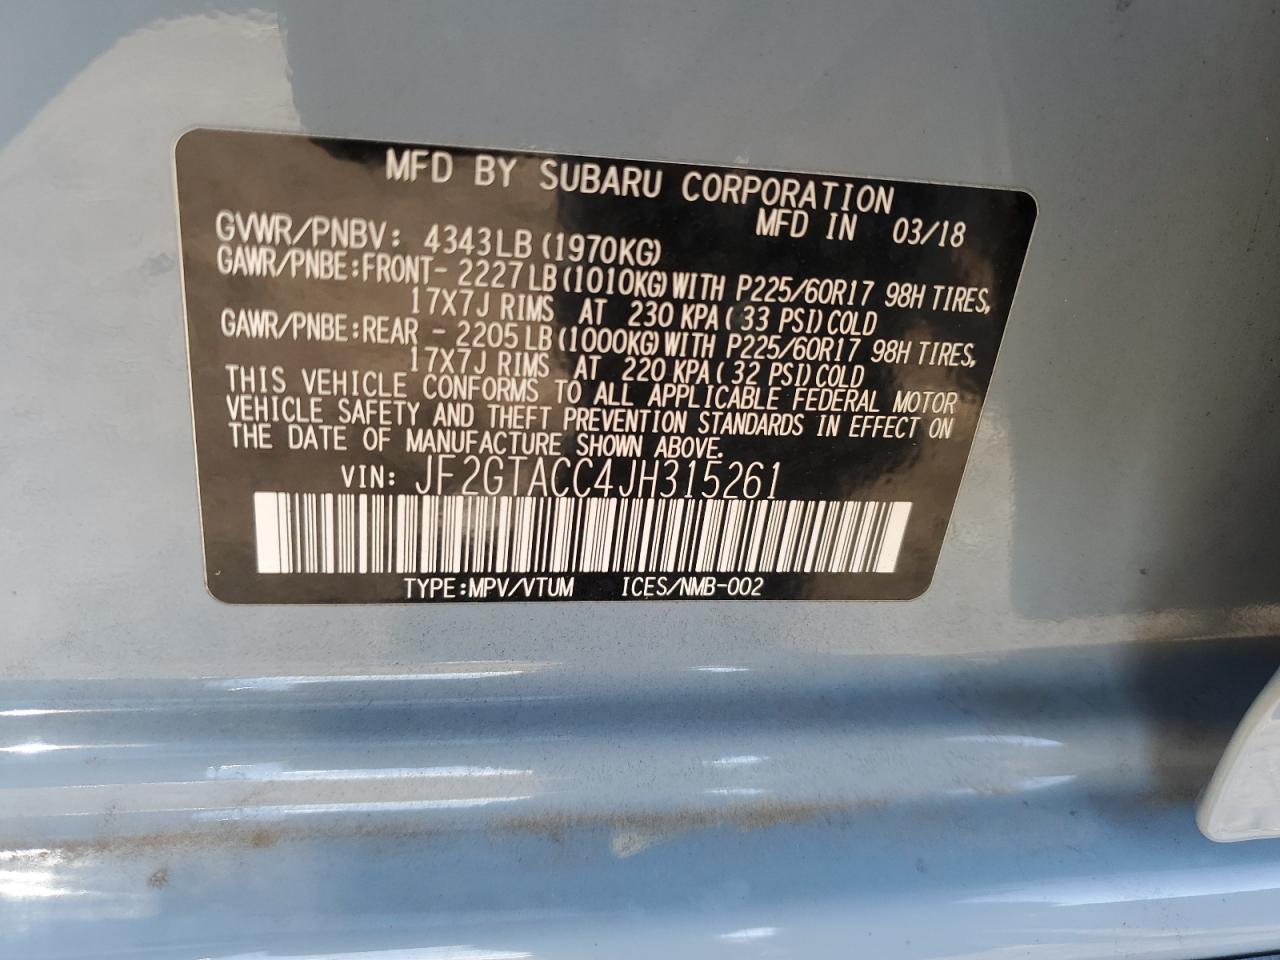 MFD BY SUBARU CORPORATION
MFD IN 03/18
GVWR/PNBV: 4343LB(1970KG)
GAWR/PNBE:FRONT- 2227LB(1010KG)WITH P225/60R17 98H TIRES,
17X7J RIMS AT 230 KPA(33 PSI)COLD
GAWR/PNBE:REAR - 2205LB(1000KG)WITH P225/60R17 98H TIRES,
17X7J RIMS AT 220 KPA(32 PSI)COLD
THIS VEHICLE CONFORMS TO ALL APPLICABLE FEDERAL MOTOR
VEHICLE SAFETY AND THEFT PREVENTION STANDARDS IN EFFECT ON
THE DATE OF MANUFACTURE SHOWN ABOVE.
VIN: JF2GTACC4JH315261
TYPE:MPV/VTUM ICES/NMB-002